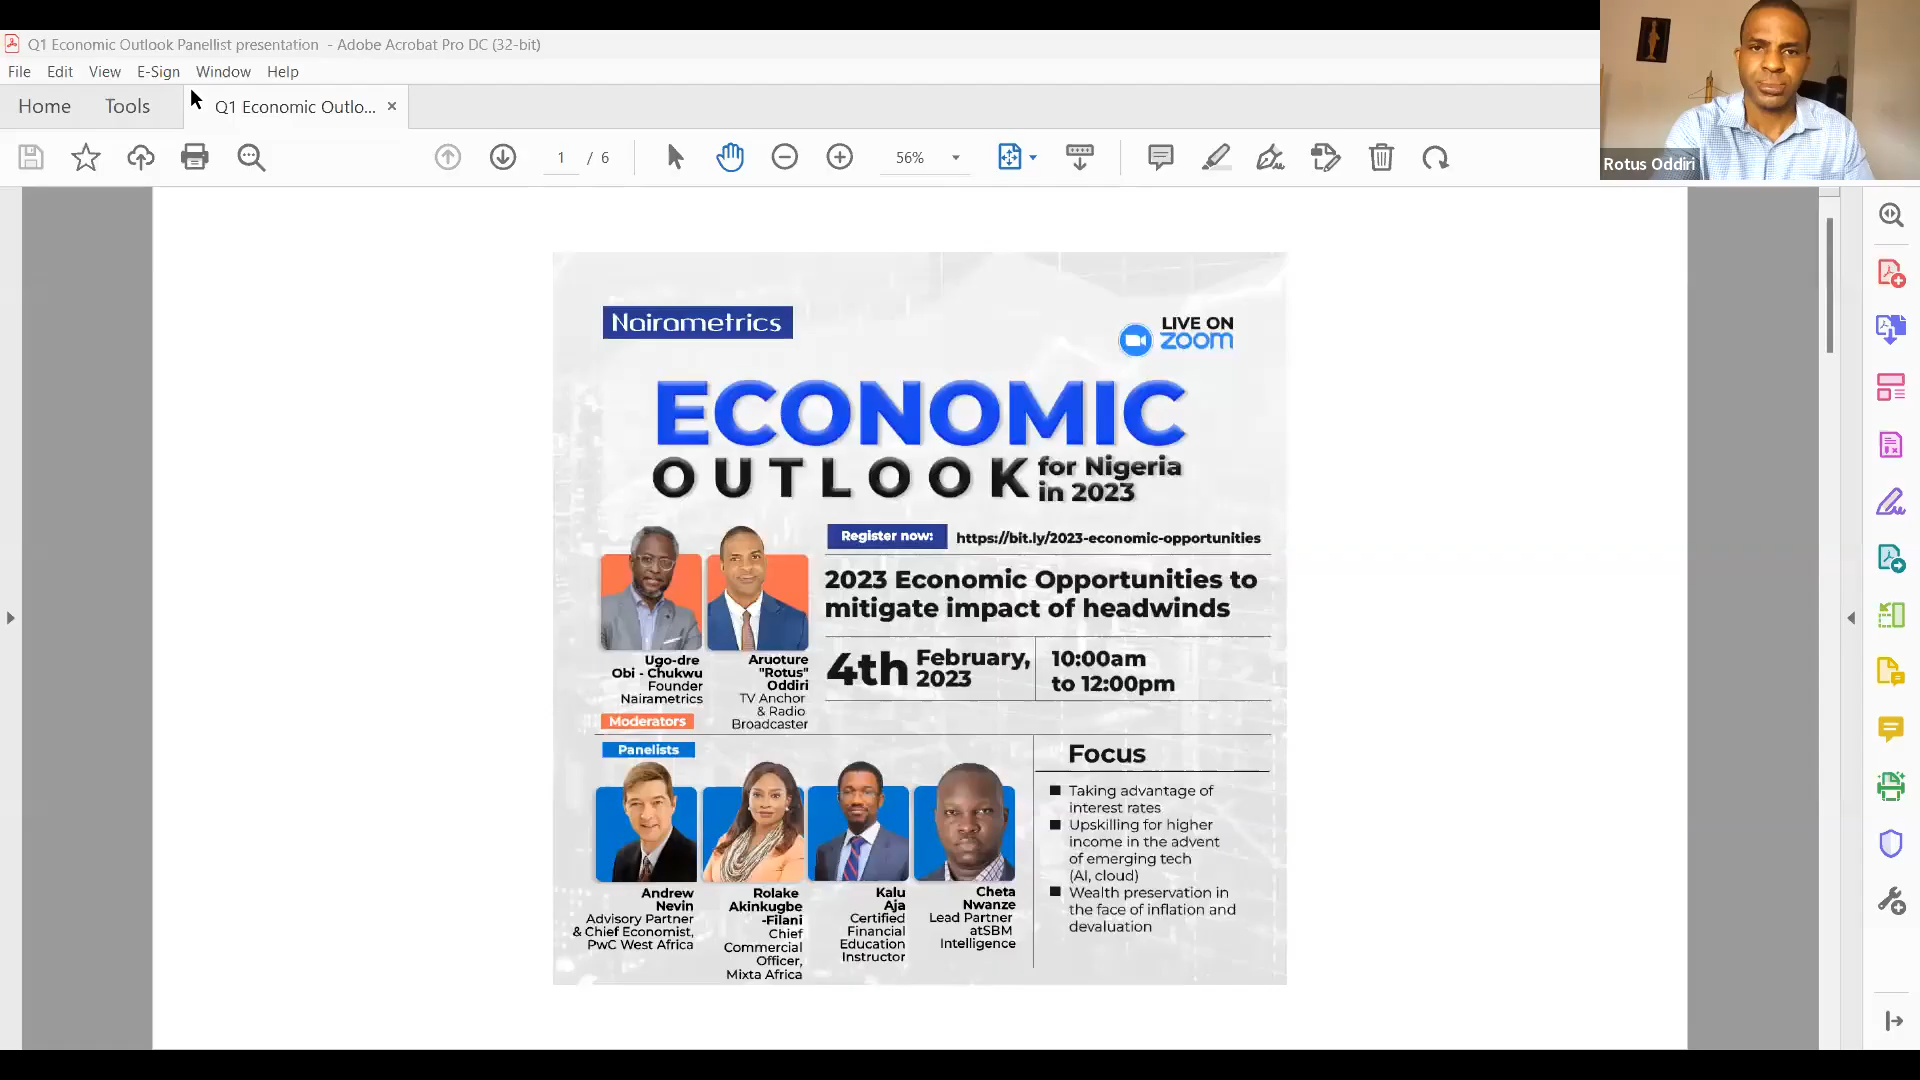 Q1 Economic Outlook Panellist presentation - Adobe Acrobat Pro DC (32-bit)
File Edit View E-Sign Window Help
Home Tools Q1 Economic Outlo... ×
1 / 6 56%
Rotus Oddiri
Nairametrics
LIVE ON
zoom
ECONOMIC
OUTLOOK for Nigeria
in 2023
Register now: https://bit.ly/2023-economic-opportunities
2023 Economic Opportunities to
mitigate impact of headwinds
4th February,
2023
10:00am
to 12:00pm
Ugo-dre
Obi - Chukwu
Founder
Nairametrics
Aruoture
"Rotus"
Oddiri
TV Anchor
& Radio
Broadcaster
Moderators
Panelists
Andrew
Nevin
Advisory Partner
& Chief Economist,
PwC West Africa
Rolake
Akinkugbe
-Filani
Chief
Commercial
Officer,
Mixta Africa
Kalu
Aja
Certified
Financial
Education
Instructor
Cheta
Nwanze
Lead Partner
atSBM
Intelligence
Focus
Taking advantage of
interest rates
Upskilling for higher
income in the advent
of emerging tech
(AI, cloud)
Wealth preservation in
the face of inflation and
devaluation